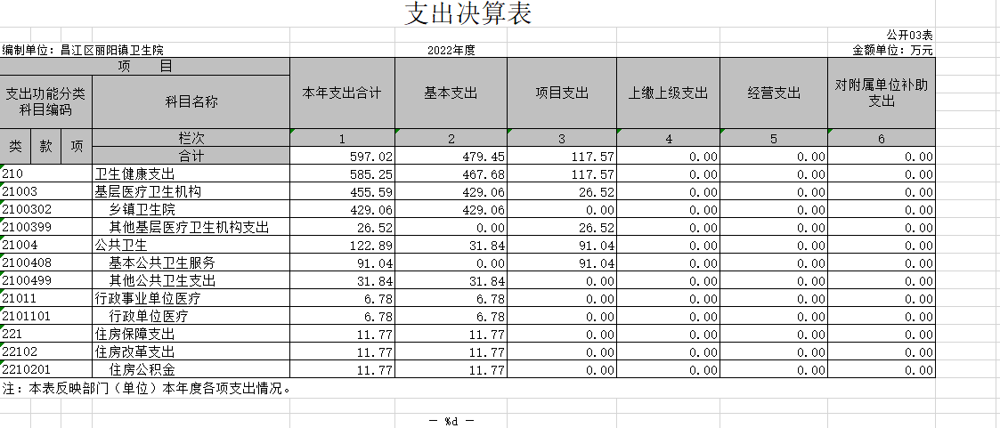 支出决算表
公开03表
编制单位：昌江区丽阳镇卫生院 2022年度 金额单位：万元
项 目 本年支出合计 基本支出 项目支出 上缴上级支出 经营支出 对附属单位补助支出
支出功能分类科目编码 科目名称
类 款 项 栏次 1 2 3 4 5 6
合计 597.02 479.45 117.57 0.00 0.00 0.00
210 卫生健康支出 585.25 467.68 117.57 0.00 0.00 0.00
21003 基层医疗卫生机构 455.59 429.06 26.52 0.00 0.00 0.00
2100302 乡镇卫生院 429.06 429.06 0.00 0.00 0.00 0.00
2100399 其他基层医疗卫生机构支出 26.52 0.00 26.52 0.00 0.00 0.00
21004 公共卫生 122.89 31.84 91.04 0.00 0.00 0.00
2100408 基本公共卫生服务 91.04 0.00 91.04 0.00 0.00 0.00
2100499 其他公共卫生支出 31.84 31.84 0.00 0.00 0.00 0.00
21011 行政事业单位医疗 6.78 6.78 0.00 0.00 0.00 0.00
2101101 行政单位医疗 6.78 6.78 0.00 0.00 0.00 0.00
221 住房保障支出 11.77 11.77 0.00 0.00 0.00 0.00
22102 住房改革支出 11.77 11.77 0.00 0.00 0.00 0.00
2210201 住房公积金 11.77 11.77 0.00 0.00 0.00 0.00
注：本表反映部门（单位）本年度各项支出情况。
— %d —